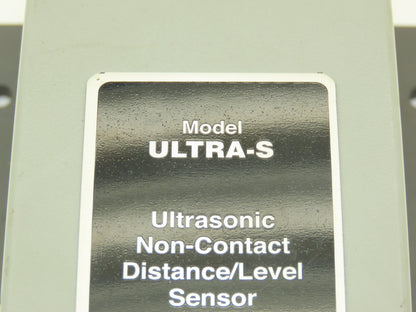 Model
ULTRA-S
Ultrasonic
Non-Contact
Distance/Level
Sensor